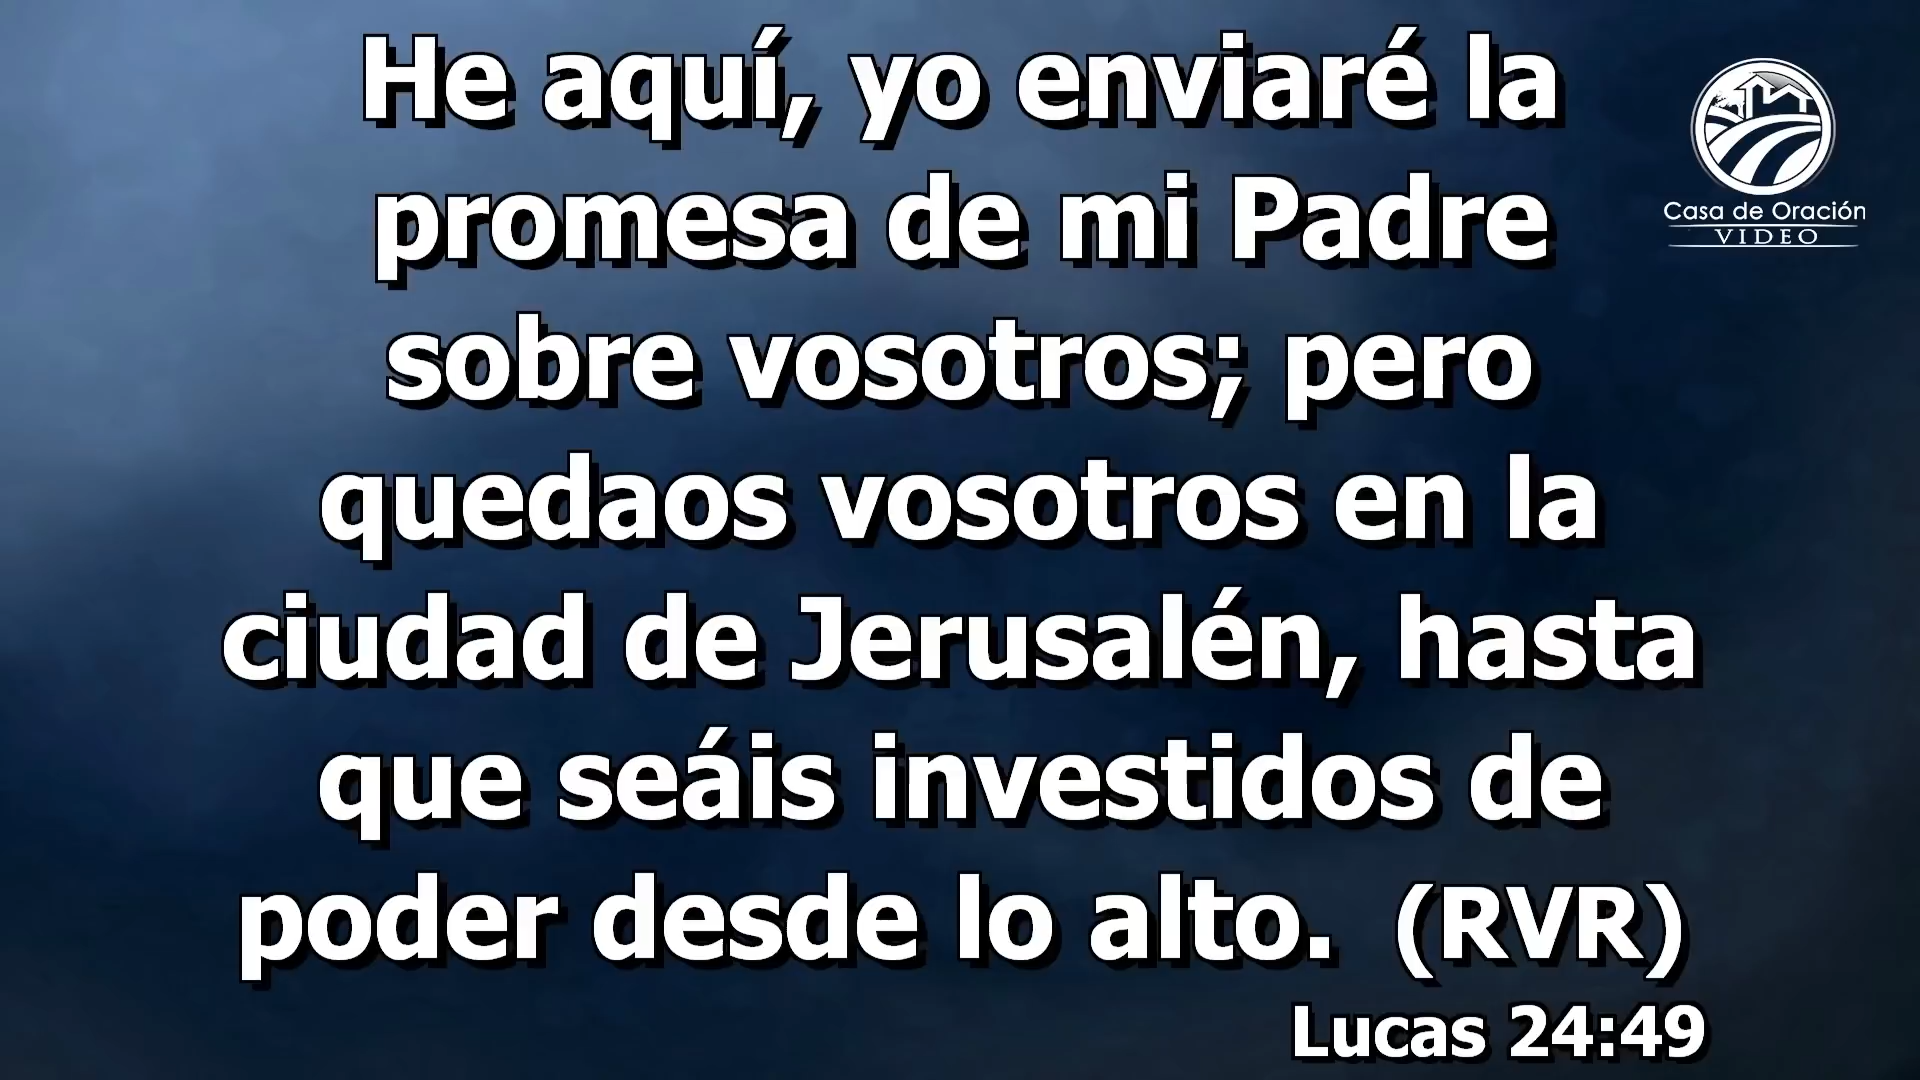 He aquí, yo enviaré la
promesa de mi Padre
sobre vosotros; pero
quedaos vosotros en la
ciudad de Jerusalén, hasta
que seáis investidos de
poder desde lo alto.  (RVR)
Lucas 24:49
Casa de Oración
VIDEO